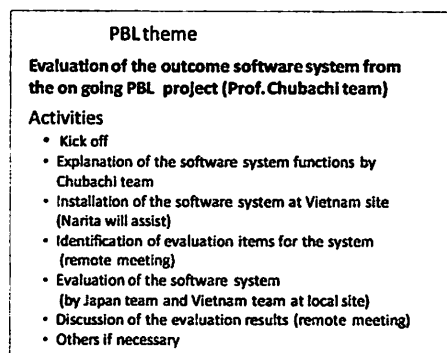 PBL theme
Evaluation of the outcome software system from
the on going PBL project (Prof. Chubachi team)
Activities
• Kick off
• Explanation of the software system functions by
Chubachi team
• Installation of the software system at Vietnam site
(Narita will assist)
• Identification of evaluation items for the system
(remote meeting)
• Evaluation of the software system
(by Japan team and Vietnam team at local site)
• Discussion of the evaluation results (remote meeting)
• Others if necessary